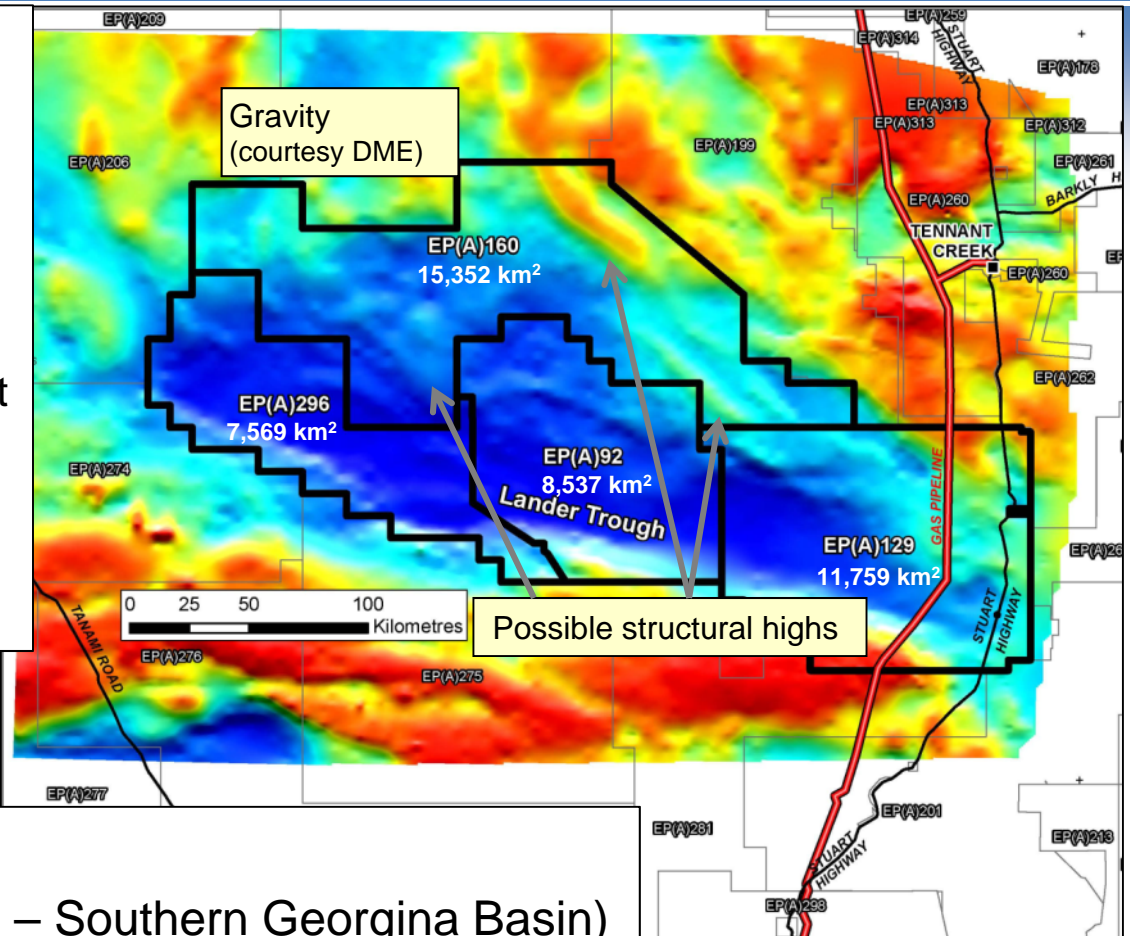 EP(A)209
EP(A)259
EP(A)314
STUART
HIGHWAY
EP(A)178
Gravity
(courtesy DME)
EP(A)313
EP(A)313
EP(A)312
EP(A)206
EP(A)199
EP(A)261
BARKLY H
EP(A)260
TENNANT
CREEK
EP(A)160
15,352 km²
EP
EP(A)260
t
EP(A)262
EP(A)296
7,569 km²
EP(A)92
8,537 km²
EP(A)274
Lander Trough
GAS PIPELINE
EP(A)129
11,759 km²
EP(A)26
0 25 50 100
Kilometres
Possible structural highs
STUART
HIGHWAY
TANAMI ROAD
EP(A)276
EP(A)275
EP(A)277
EP(A)281
EP(A)201
EP(A)213
STUART
HIGHWAY
– Southern Georgina Basin)
EP(A)298